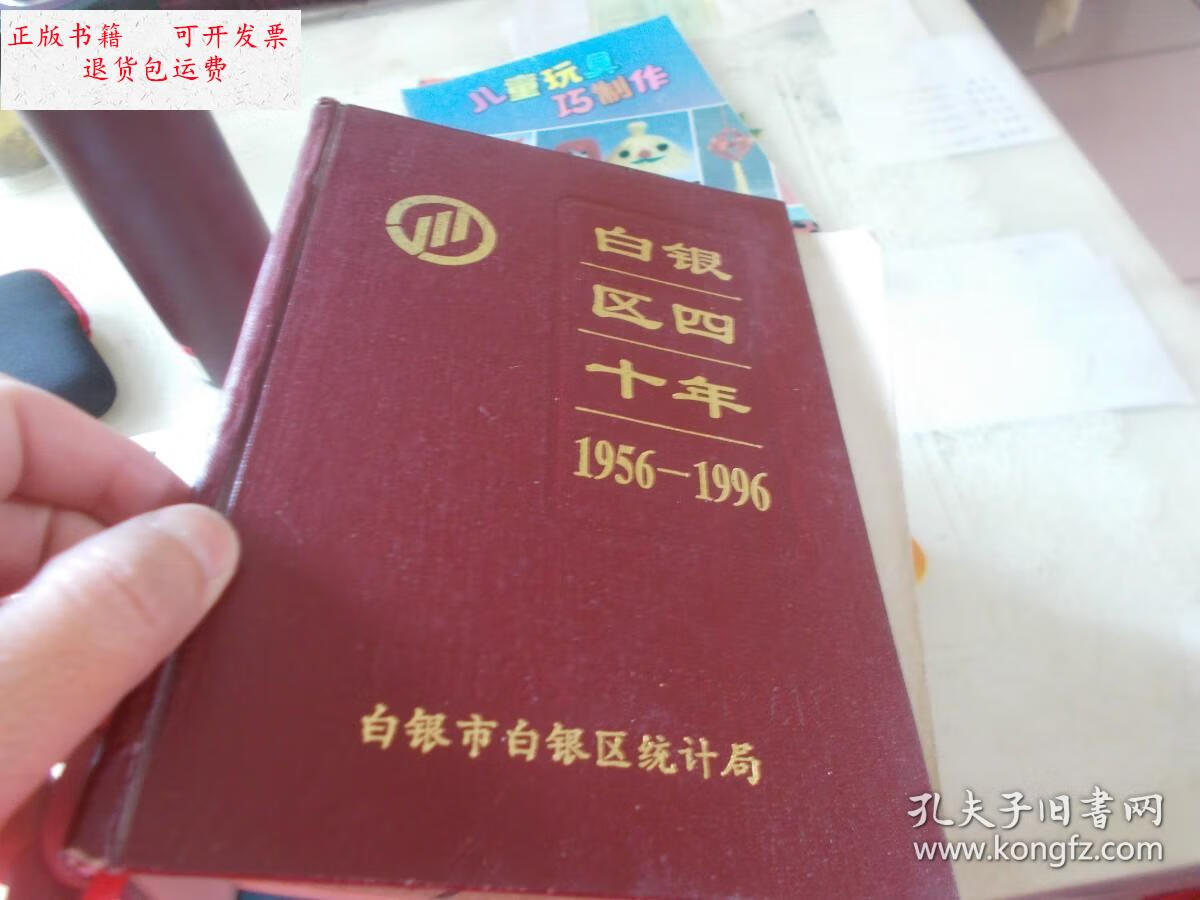 正版书籍 可开发票
退货包运费
儿童玩具
巧制作
白银
区四
十年
1956-1996
白银市白银区统计局
孔夫子旧书网
www.kongfz.com